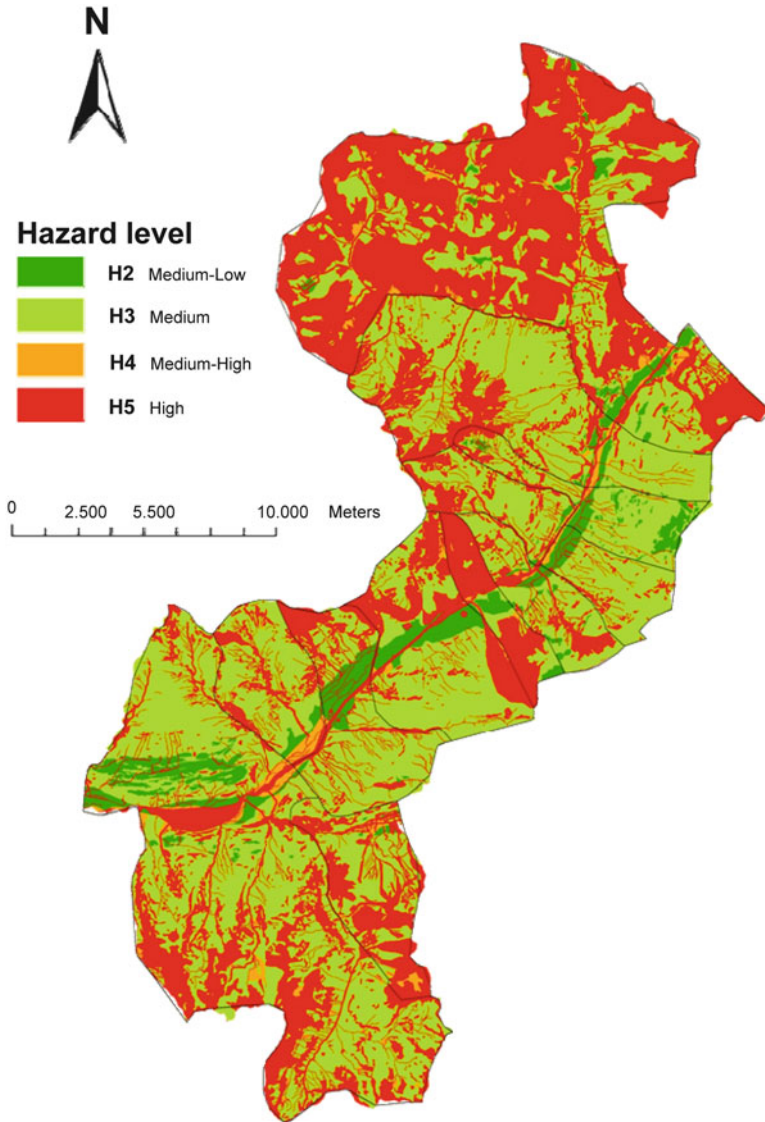 N
Hazard level
H2 Medium-Low
H3 Medium
H4 Medium-High
H5 High
0 2.500 5.500 10.000 Meters